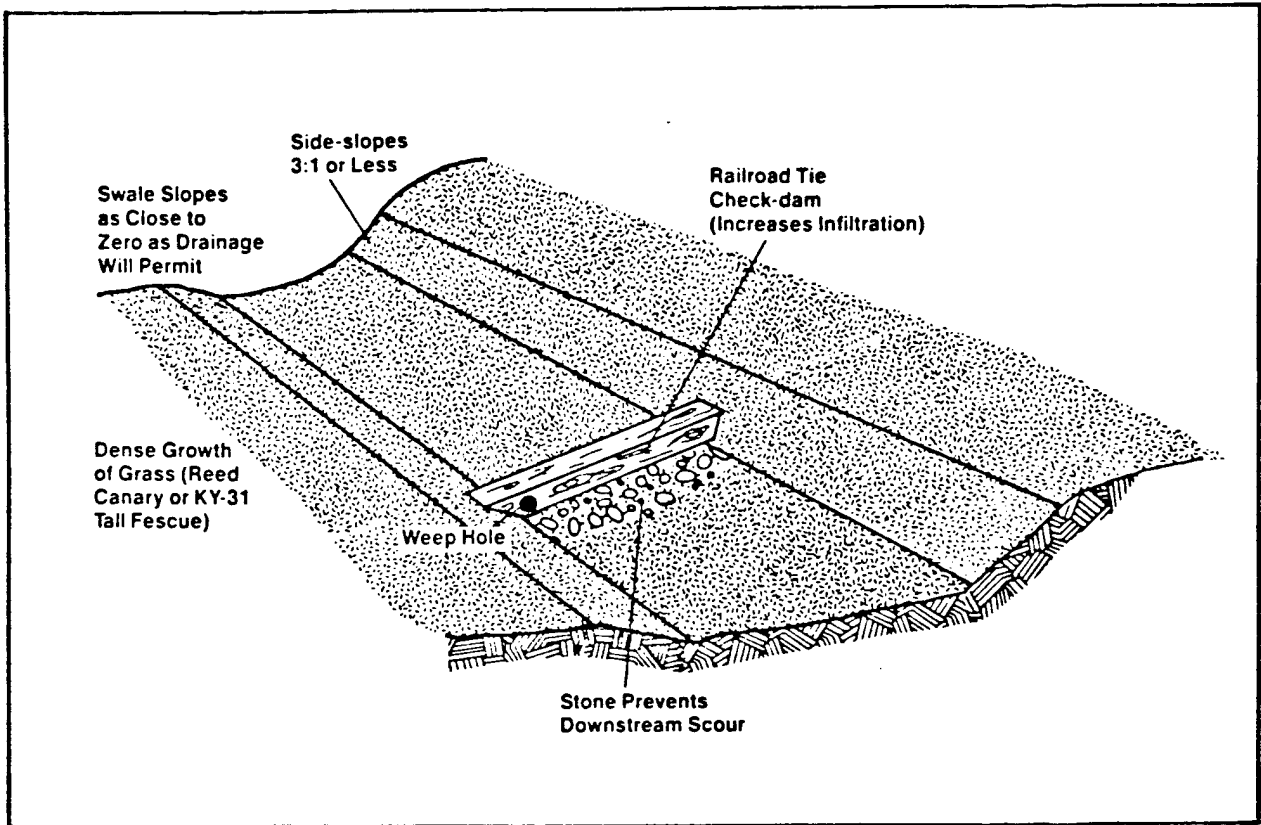 Side-slopes
3:1 or Less
Swale Slopes
as Close to
Zero as Drainage
Will Permit
Railroad Tie
Check-dam
(Increases Infiltration)
Dense Growth
of Grass (Reed
Canary or KY-31
Tall Fescue)
Weep Hole
Stone Prevents
Downstream Scour